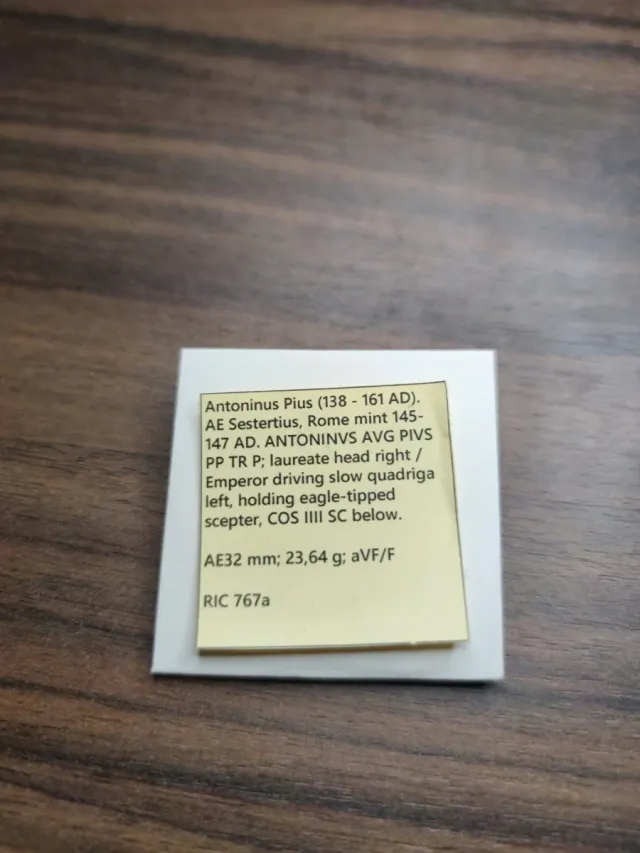 Antoninus Pius (138 - 161 AD).
AE Sestertius, Rome mint 145-
147 AD. ANTONINVS AVG PIVS
PP TR P; laureate head right /
Emperor driving slow quadriga
left, holding eagle-tipped
scepter, COS IIII SC below.
AE32 mm; 23,64 g; aVF/F
RIC 767a